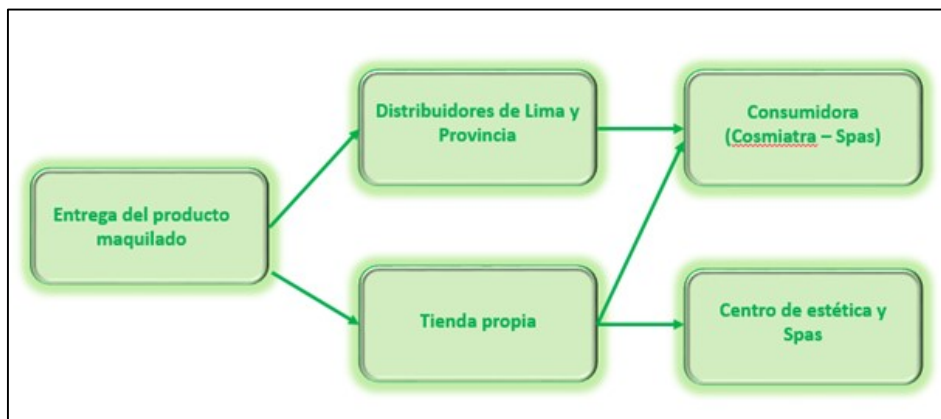 Distribuidores de Lima y
Provincia
Consumidora
(Cosmiatra – Spas)
Entrega del producto
maquilado
Tienda propia
Centro de estética y
Spas